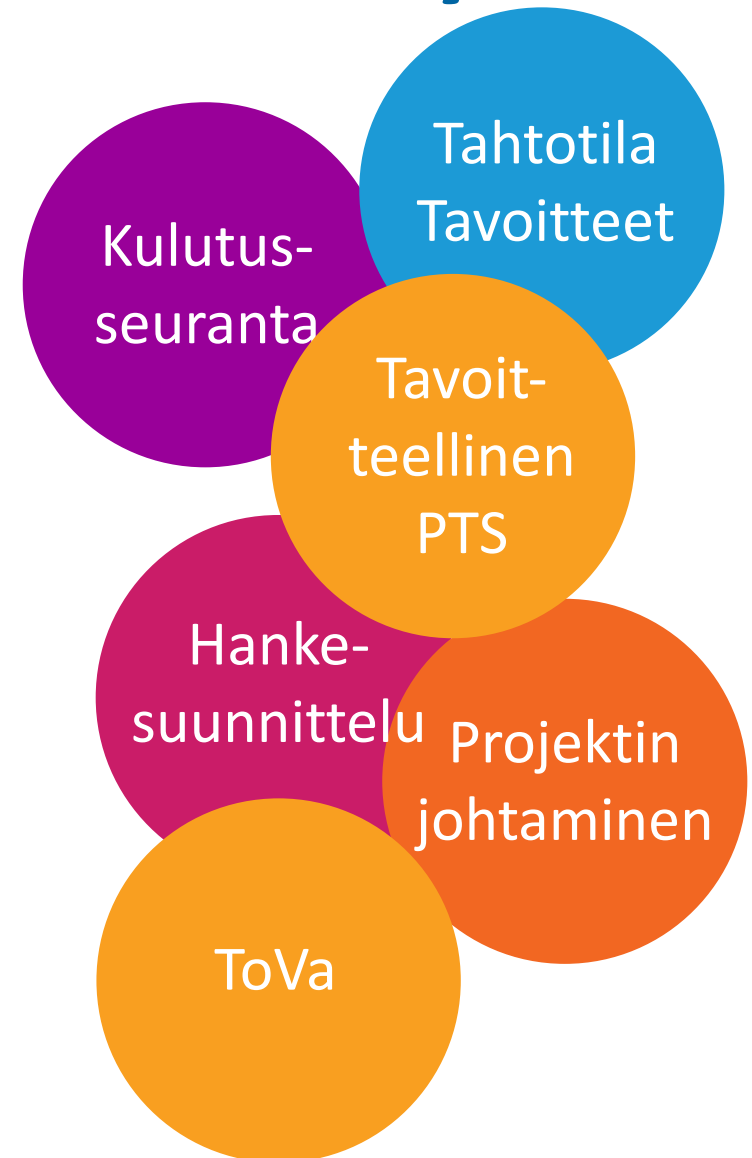 Tahtotila
Tavoitteet
Kulutus-
seuranta
Tavoit-
teellinen
PTS
Hanke-
suunnittelu
Projektin
johtaminen
ToVa